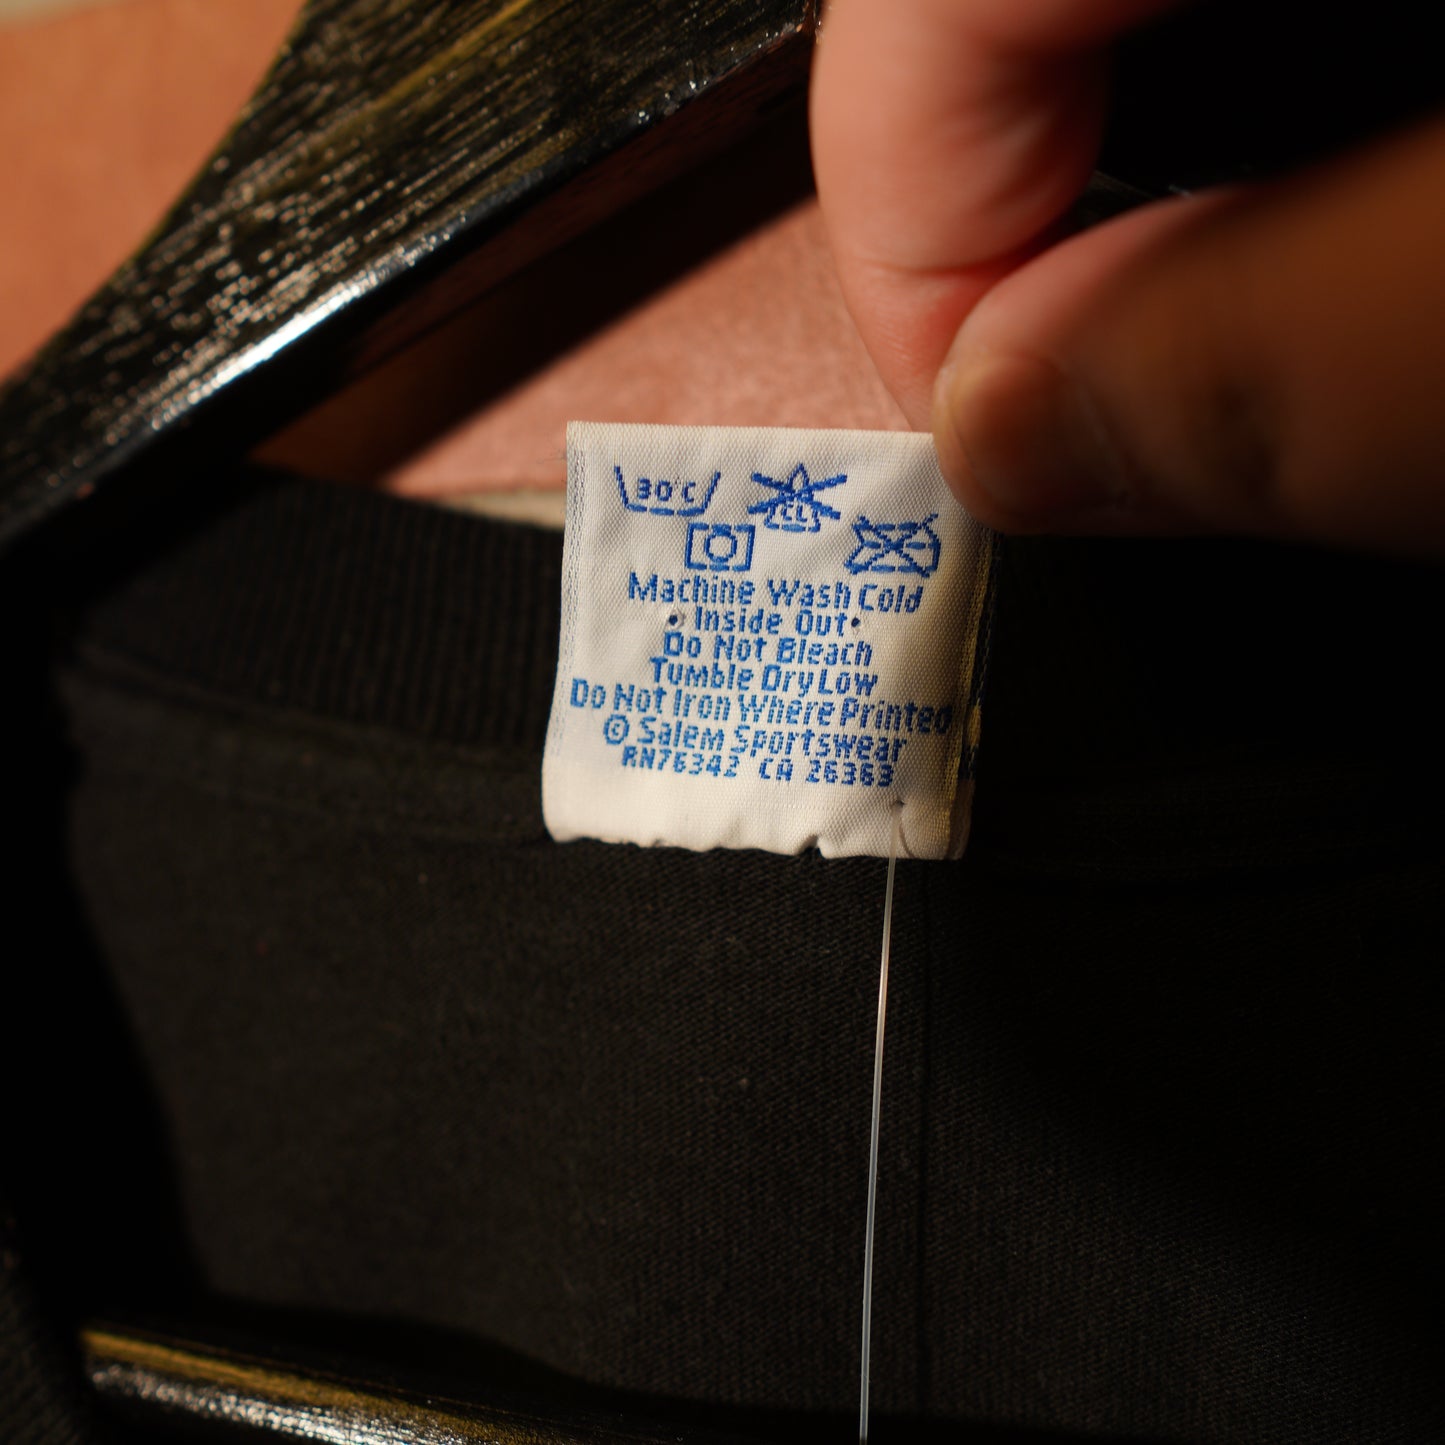 30°C
CL
Machine Wash Cold
• Inside Out •
Do Not Bleach
Tumble Dry Low
Do Not Iron Where Printed
© Salem Sportswear
RN76342 CA 26363